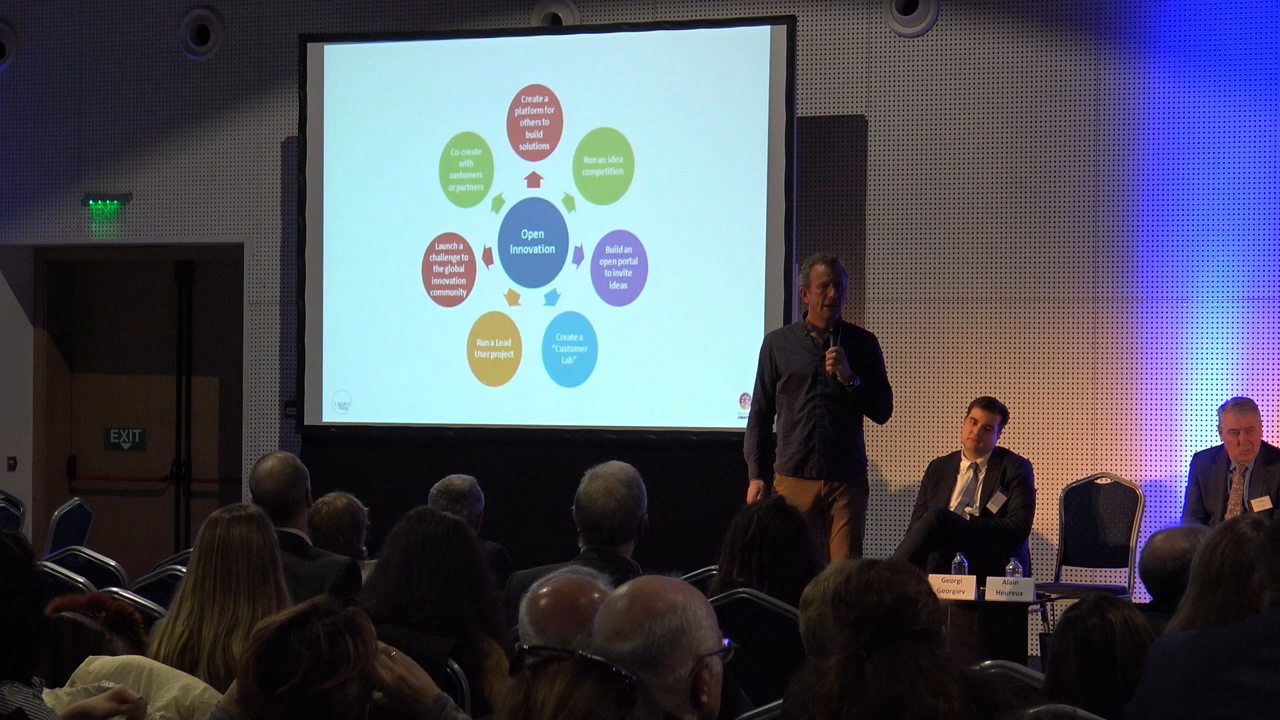 Create a
platform for
others to
build
solutions
Co-create
with
customers
or partners
Run an idea
competition
Open
Innovation
Launch a
challenge to
the global
innovation
community
Build an
open portal
to invite
ideas
Run a Lead
User project
Create a
"Customer
Lab"
EXIT
EXIT
Georgi
Georgiev
Alain
Heureux